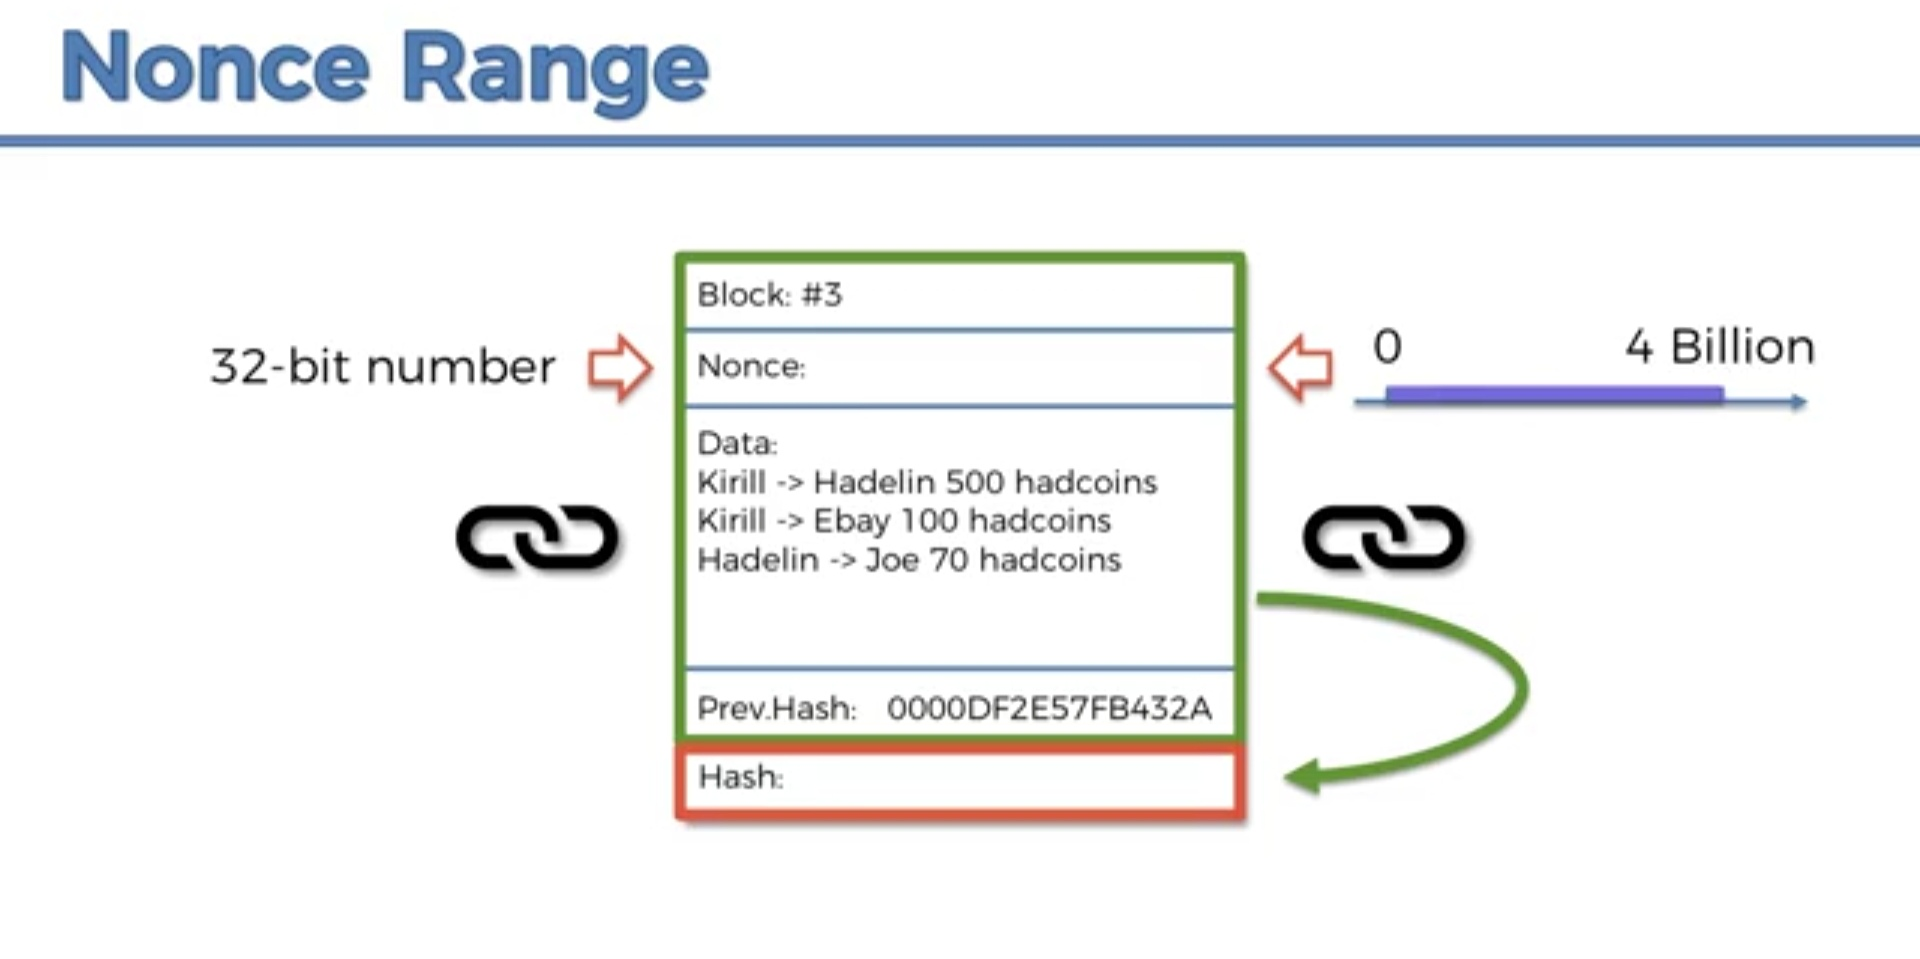 Nonce Range
Block: #3
32-bit number
Nonce:
0
4 Billion
Data:
Kirill -> Hadelin 500 hadcoins
Kirill -> Ebay 100 hadcoins
Hadelin -> Joe 70 hadcoins
Prev.Hash: 0000DF2E57FB432A
Hash: